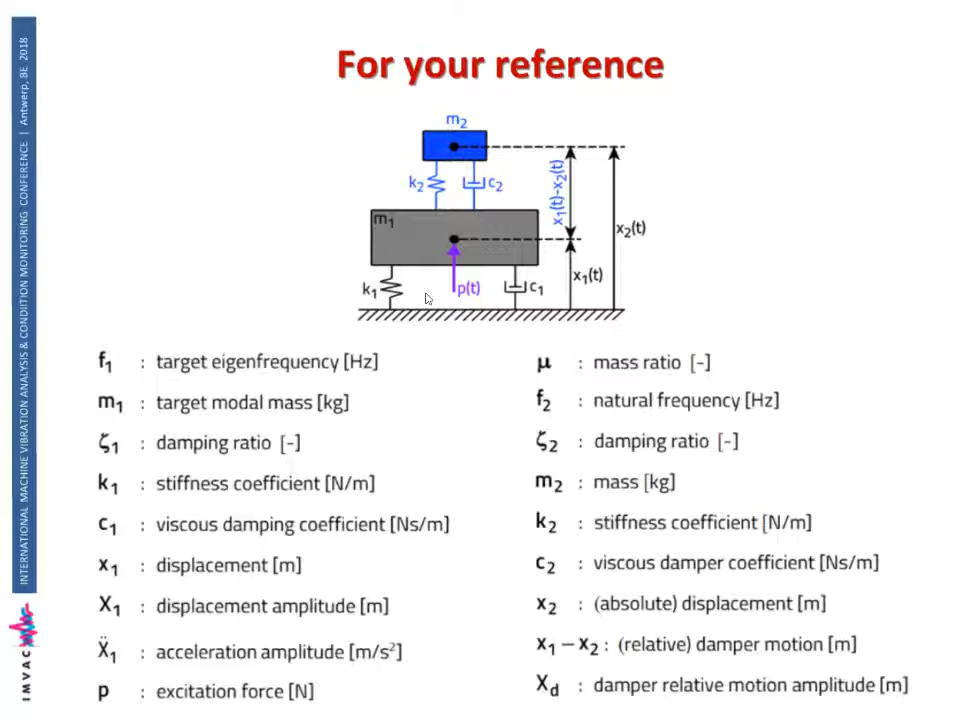 For your reference
INTERNATIONAL MACHINE VIBRATION ANALYSIS & CONDITION MONITORING CONFERENCE | Antwerp, BE 2018
IMVAC
m₂
k₂
c₂
x₁(t)-x₂(t)
m₁
x₂(t)
x₁(t)
k₁
p(t)
c₁
f₁ : target eigenfrequency [Hz]
m₁ : target modal mass [kg]
ζ₁ : damping ratio [-]
k₁ : stiffness coefficient [N/m]
c₁ : viscous damping coefficient [Ns/m]
x₁ : displacement [m]
X₁ : displacement amplitude [m]
Ẍ₁ : acceleration amplitude [m/s²]
p : excitation force [N]
μ : mass ratio [-]
f₂ : natural frequency [Hz]
ζ₂ : damping ratio [-]
m₂ : mass [kg]
k₂ : stiffness coefficient [N/m]
c₂ : viscous damper coefficient [Ns/m]
x₂ : (absolute) displacement [m]
x₁ – x₂ : (relative) damper motion [m]
X_d : damper relative motion amplitude [m]